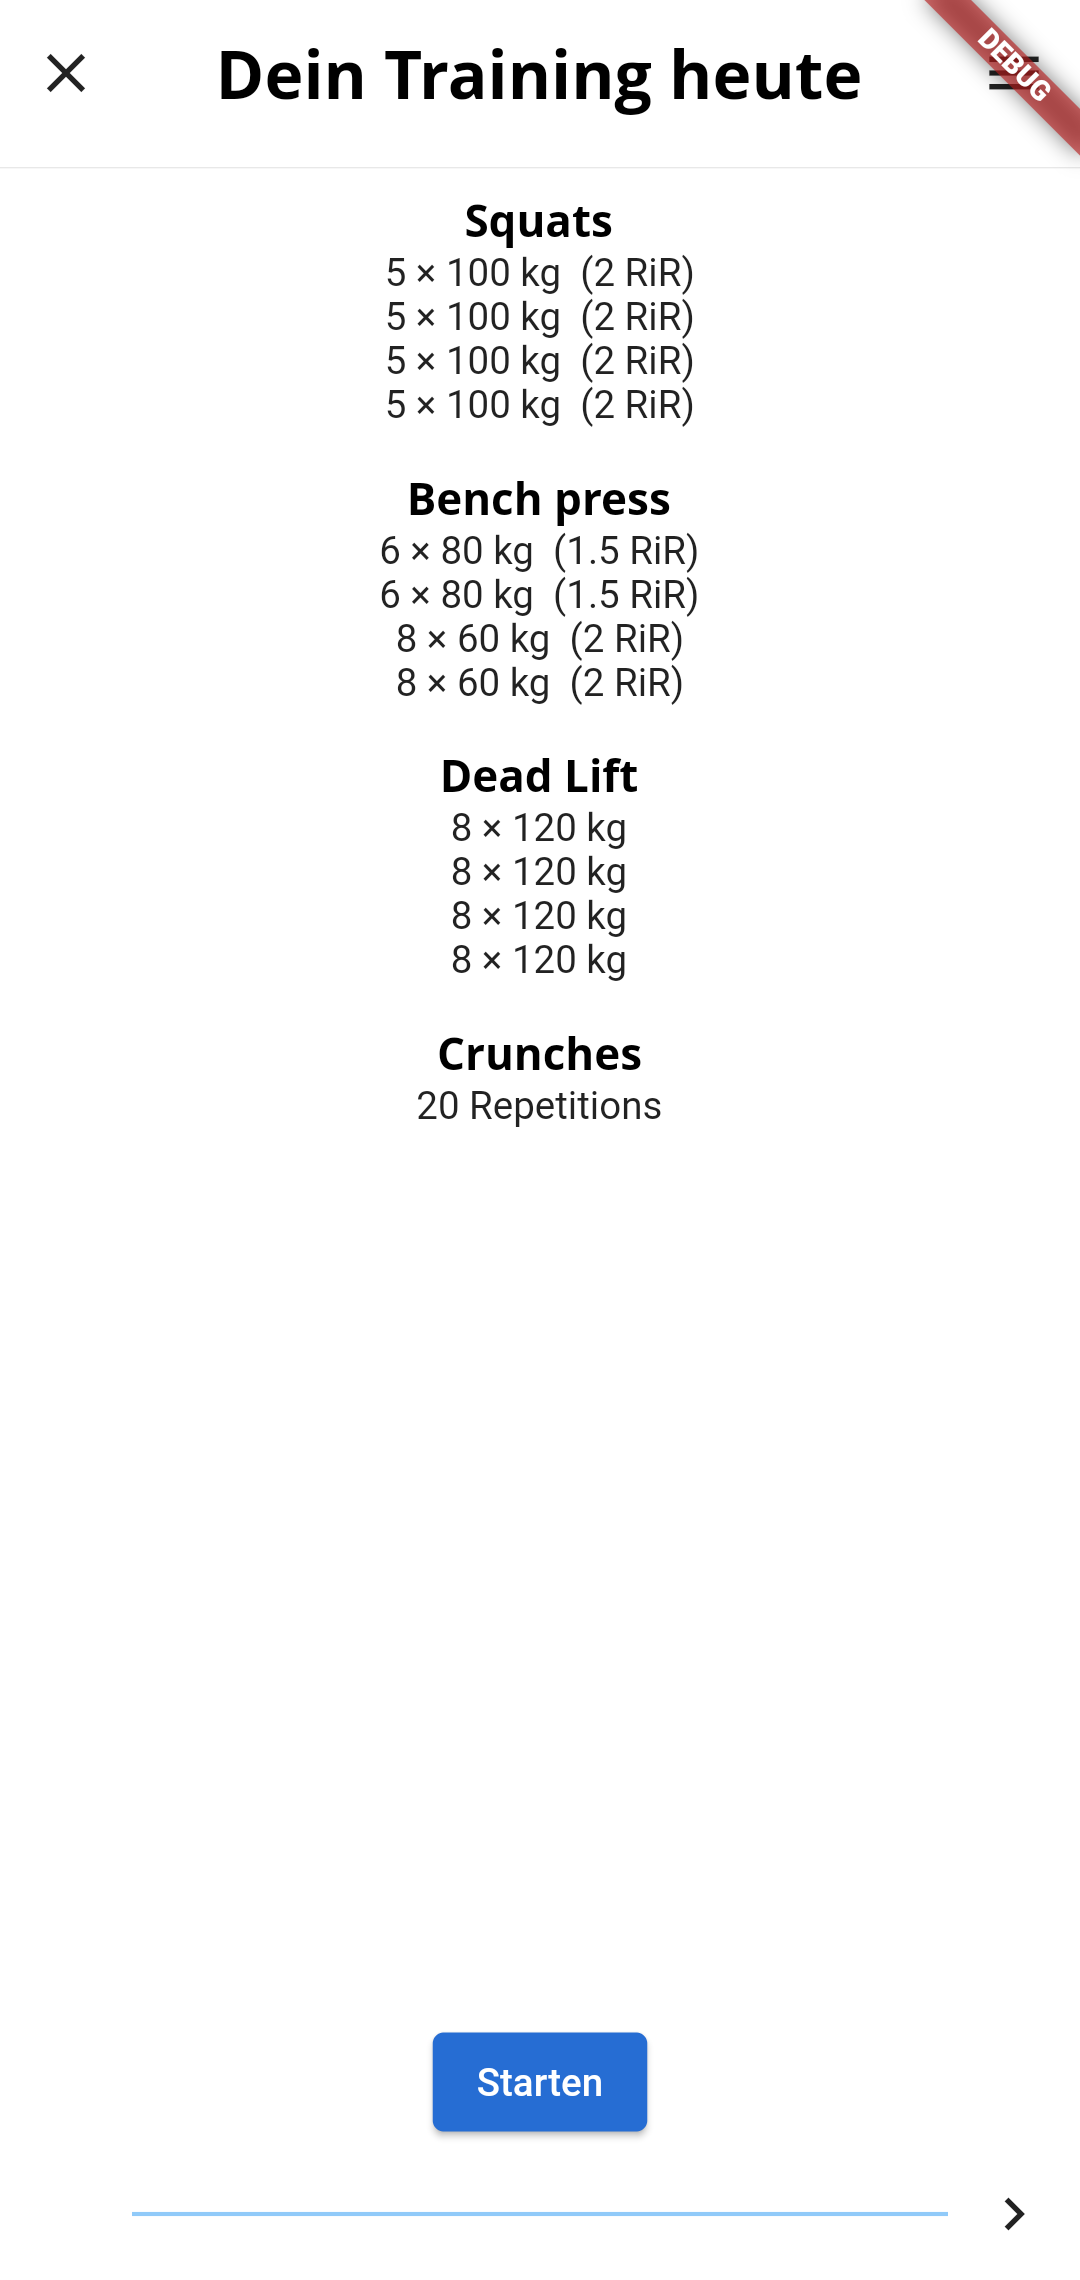 Dein Training heute
DEBUG
Squats
5 × 100 kg (2 RiR)
5 × 100 kg (2 RiR)
5 × 100 kg (2 RiR)
5 × 100 kg (2 RiR)
Bench press
6 × 80 kg (1.5 RiR)
6 × 80 kg (1.5 RiR)
8 × 60 kg (2 RiR)
8 × 60 kg (2 RiR)
Dead Lift
8 × 120 kg
8 × 120 kg
8 × 120 kg
8 × 120 kg
Crunches
20 Repetitions
Starten